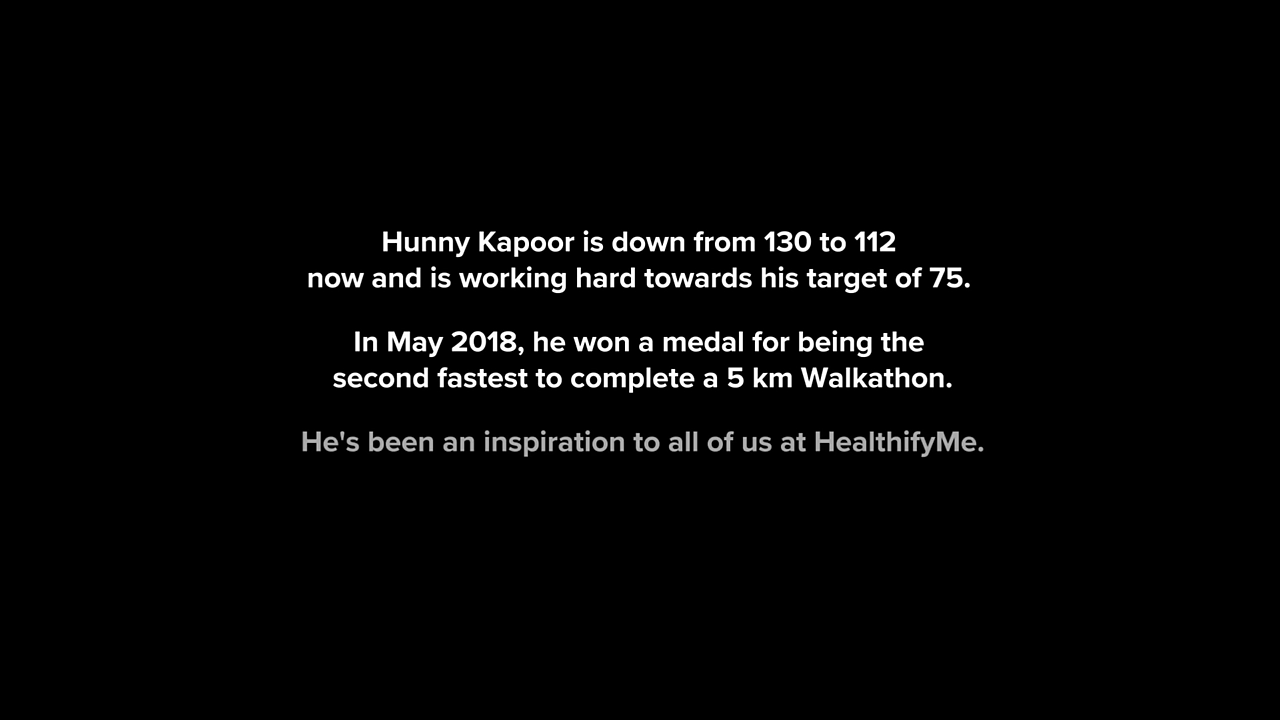 Hunny Kapoor is down from 130 to 112
now and is working hard towards his target of 75.
In May 2018, he won a medal for being the
second fastest to complete a 5 km Walkathon.
He's been an inspiration to all of us at HealthifyMe.